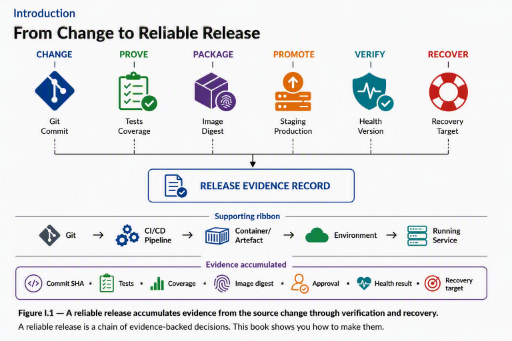 Introduction
From Change to Reliable Release
CHANGE PROVE PACKAGE PROMOTE VERIFY RECOVER
Git Commit
Tests Coverage
Image Digest
Staging Production
Health Version
Recovery Target
RELEASE EVIDENCE RECORD
Supporting ribbon
Git → CI/CD Pipeline → Container/ Artefact → Environment → Running Service
Evidence accumulated
Commit SHA • Tests • Coverage • Image digest • Approval • Health result • Recovery target
Figure I.1 — A reliable release accumulates evidence from the source change through verification and recovery.
A reliable release is a chain of evidence-backed decisions. This book shows you how to make them.